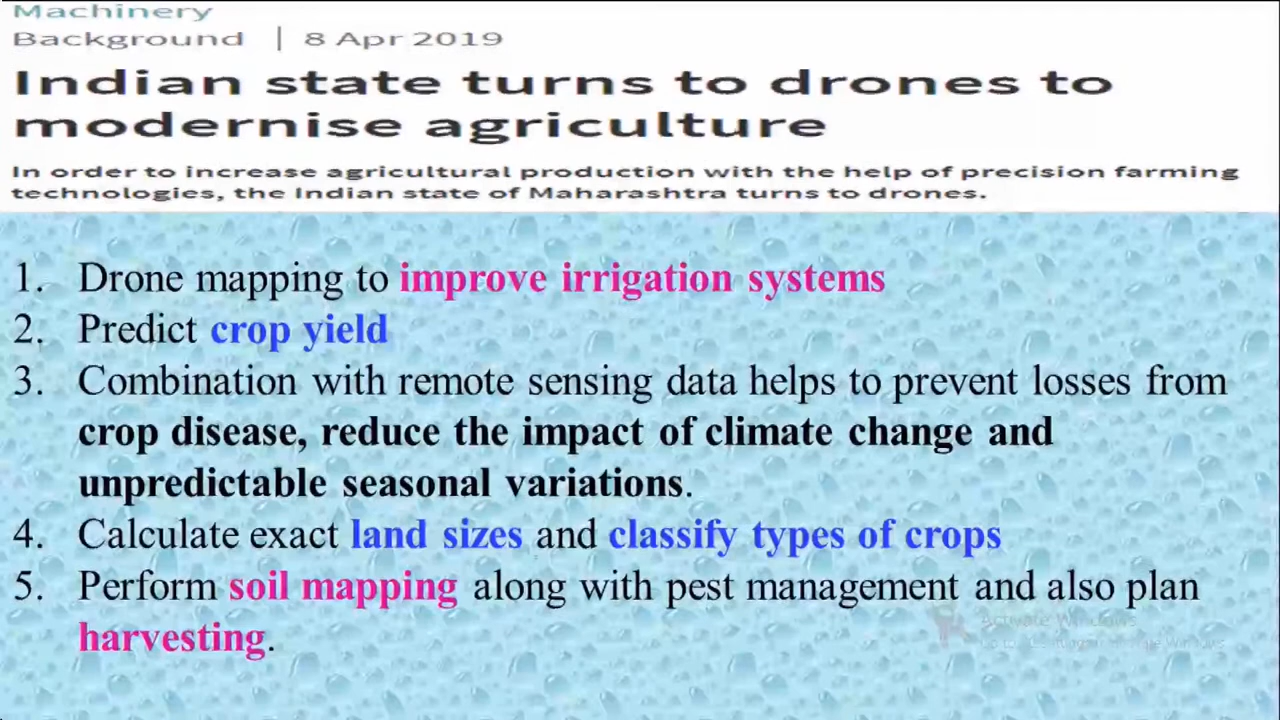 Machinery
Background | 8 Apr 2019
Indian state turns to drones to
modernise agriculture
In order to increase agricultural production with the help of precision farming
technologies, the Indian state of Maharashtra turns to drones.
1. Drone mapping to improve irrigation systems
2. Predict crop yield
3. Combination with remote sensing data helps to prevent losses from
crop disease, reduce the impact of climate change and
unpredictable seasonal variations.
4. Calculate exact land sizes and classify types of crops
5. Perform soil mapping along with pest management and also plan
Activate Windows
harvesting.